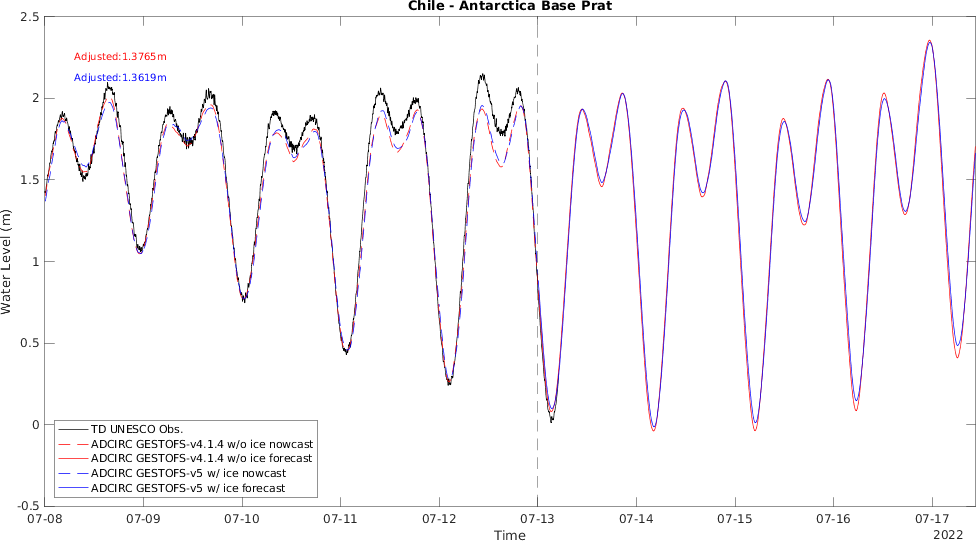 Chile - Antarctica Base Prat
2.5
Adjusted:1.3765m
Adjusted:1.3619m
2
1.5
1
0.5
0
-0.5
Water Level (m)
TD UNESCO Obs.
ADCIRC GESTOFS-v4.1.4 w/o ice nowcast
ADCIRC GESTOFS-v4.1.4 w/o ice forecast
ADCIRC GESTOFS-v5 w/ ice nowcast
ADCIRC GESTOFS-v5 w/ ice forecast
07-08 07-09 07-10 07-11 07-12 07-13 07-14 07-15 07-16 07-17
Time
2022